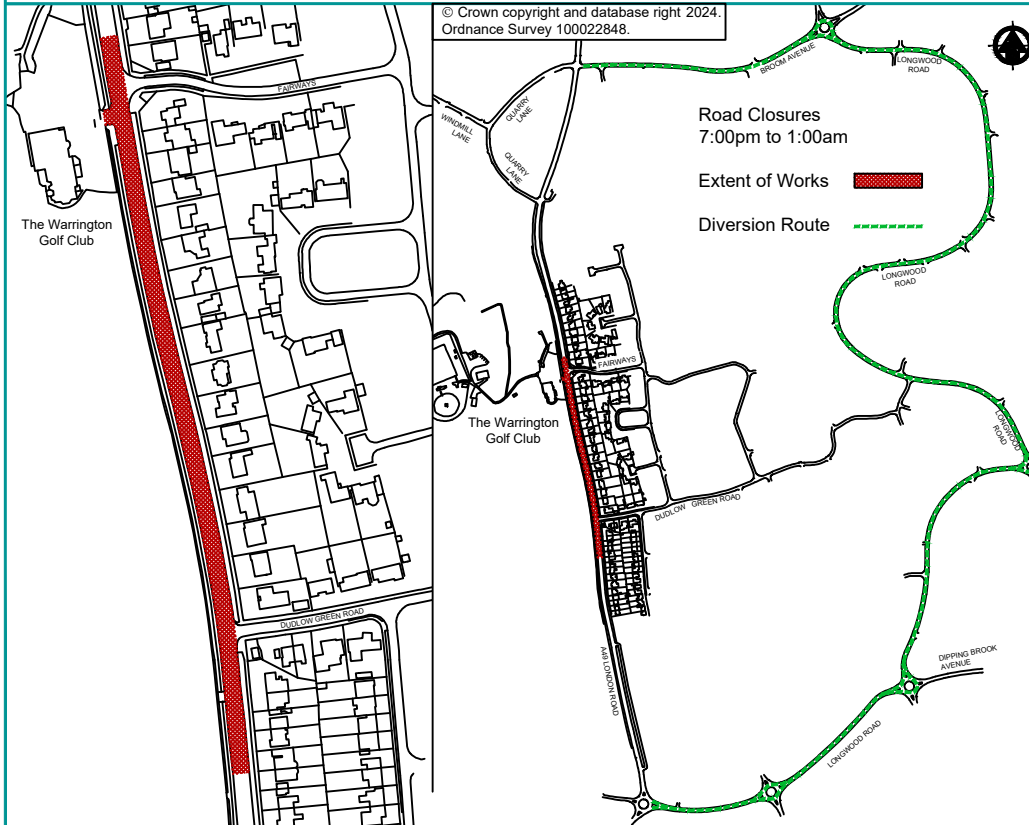 © Crown copyright and database right 2024.
Ordnance Survey 100022848.
FAIRWAYS
The Warrington
Golf Club
DUDLOW GREEN ROAD
BROOM AVENUE
LONGWOOD
ROAD
QUARRY
LANE
WINDMILL
LANE
QUARRY
LANE
Road Closures
7:00pm to 1:00am
Extent of Works
Diversion Route
LONGWOOD
ROAD
FAIRWAYS
The Warrington
Golf Club
LONGWOOD
ROAD
DUDLOW GREEN ROAD
A49 LONDON ROAD
DIPPING BROOK
AVENUE
LONGWOOD ROAD